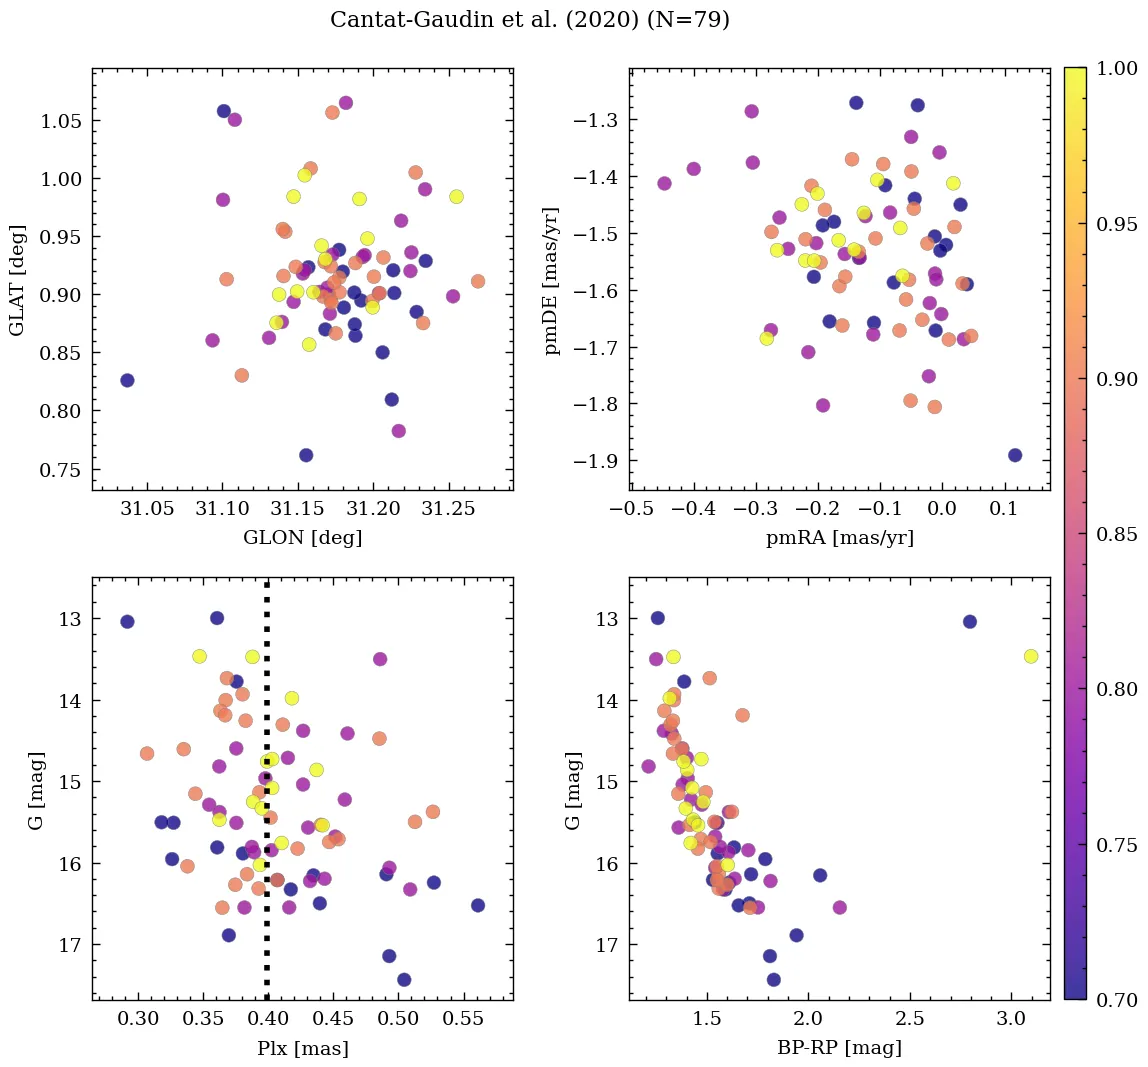 Cantat-Gaudin et al. (2020) (N=79)
1.05
1.00
0.95
0.90
0.85
0.80
0.75
GLAT [deg]
31.05 31.10 31.15 31.20 31.25
GLON [deg]
−1.3
−1.4
−1.5
−1.6
−1.7
−1.8
−1.9
pmDE [mas/yr]
−0.5 −0.4 −0.3 −0.2 −0.1 0.0 0.1
pmRA [mas/yr]
13
14
15
16
17
G [mag]
0.30 0.35 0.40 0.45 0.50 0.55
Plx [mas]
13
14
15
16
17
G [mag]
1.5 2.0 2.5 3.0
BP-RP [mag]
1.00
0.95
0.90
0.85
0.80
0.75
0.70